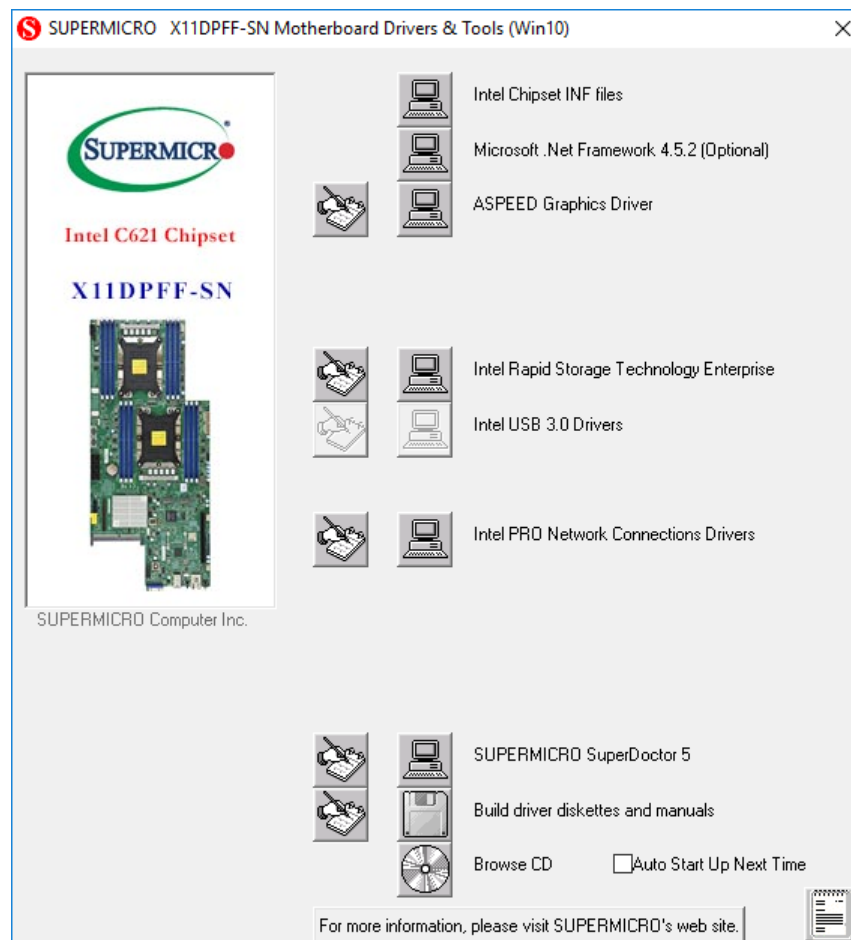 SUPERMICRO X11DPFF-SN Motherboard Drivers & Tools (Win10)
SUPERMICRO
Intel C621 Chipset
X11DPFF-SN
SUPERMICRO Computer Inc.
Intel Chipset INF files
Microsoft .Net Framework 4.5.2 (Optional)
ASPEED Graphics Driver
Intel Rapid Storage Technology Enterprise
Intel USB 3.0 Drivers
Intel PRO Network Connections Drivers
SUPERMICRO SuperDoctor 5
Build driver diskettes and manuals
Browse CD
Auto Start Up Next Time
For more information, please visit SUPERMICRO's web site.